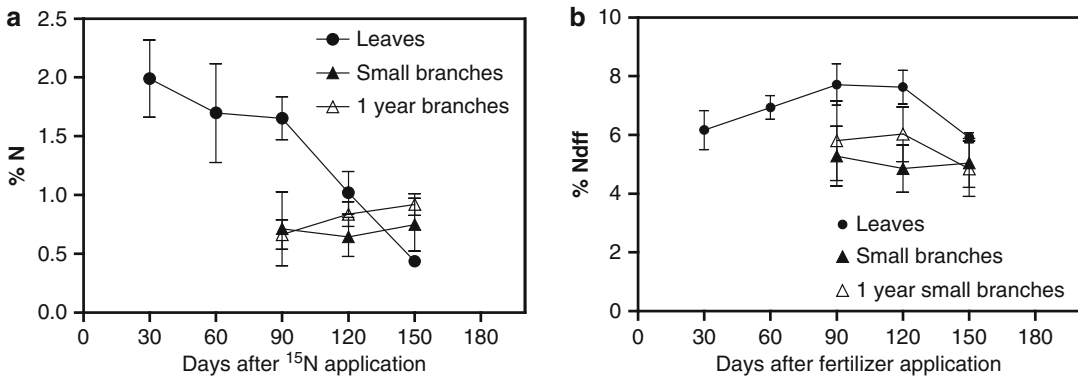 a
2.5
2.0
1.5
1.0
0.5
0.0
% N
Leaves
Small branches
1 year branches
0 30 60 90 120 150 180
Days after ¹⁵N application
b
10
8
6
4
2
0
% Ndff
Leaves
Small branches
1 year small branches
0 30 60 90 120 150 180
Days after fertilizer application